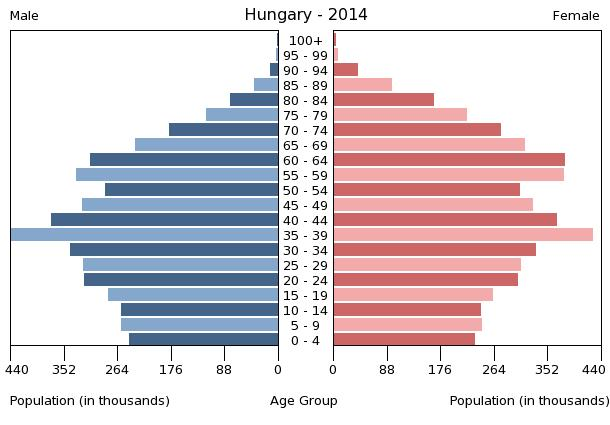 Hungary - 2014
Male
Female
100+
95 - 99
90 - 94
85 - 89
80 - 84
75 - 79
70 - 74
65 - 69
60 - 64
55 - 59
50 - 54
45 - 49
40 - 44
35 - 39
30 - 34
25 - 29
20 - 24
15 - 19
10 - 14
5 - 9
0 - 4
440 352 264 176 88 0 0 88 176 264 352 440
Population (in thousands) Age Group Population (in thousands)